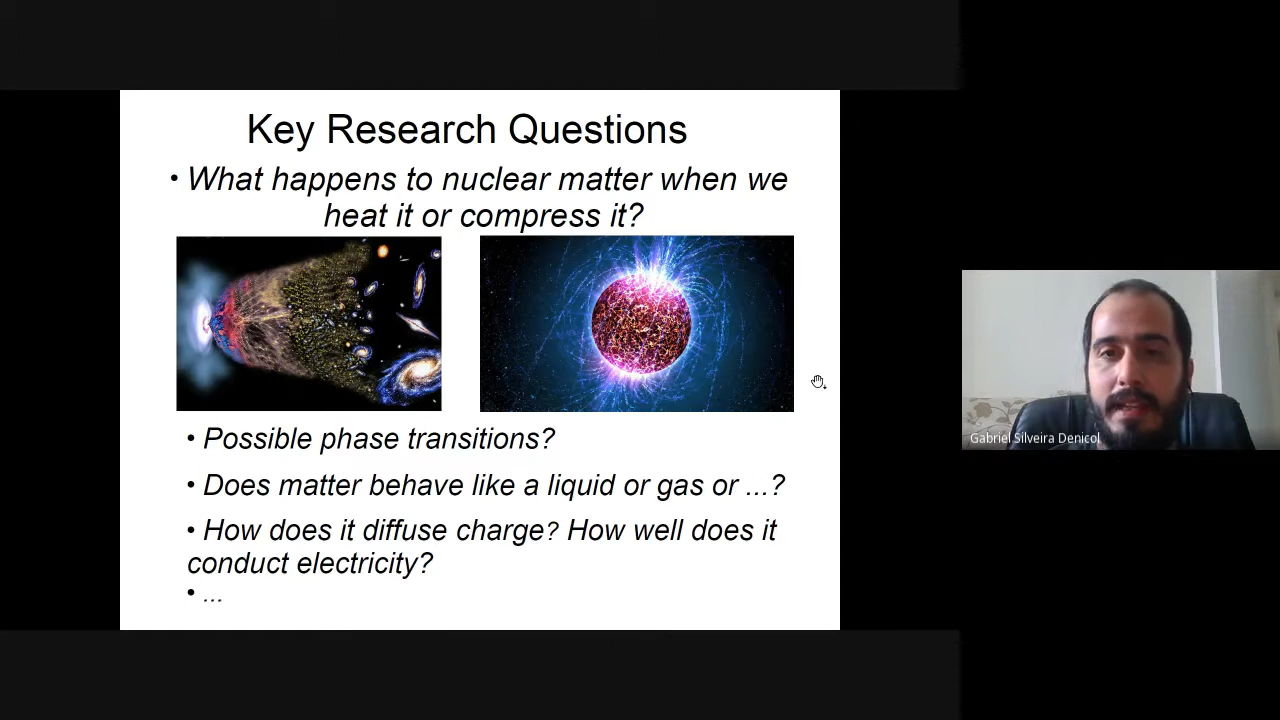 Key Research Questions
• What happens to nuclear matter when we
heat it or compress it?
• Possible phase transitions?
• Does matter behave like a liquid or gas or ...?
• How does it diffuse charge? How well does it
conduct electricity?
• ...
Gabriel Silveira Denicol